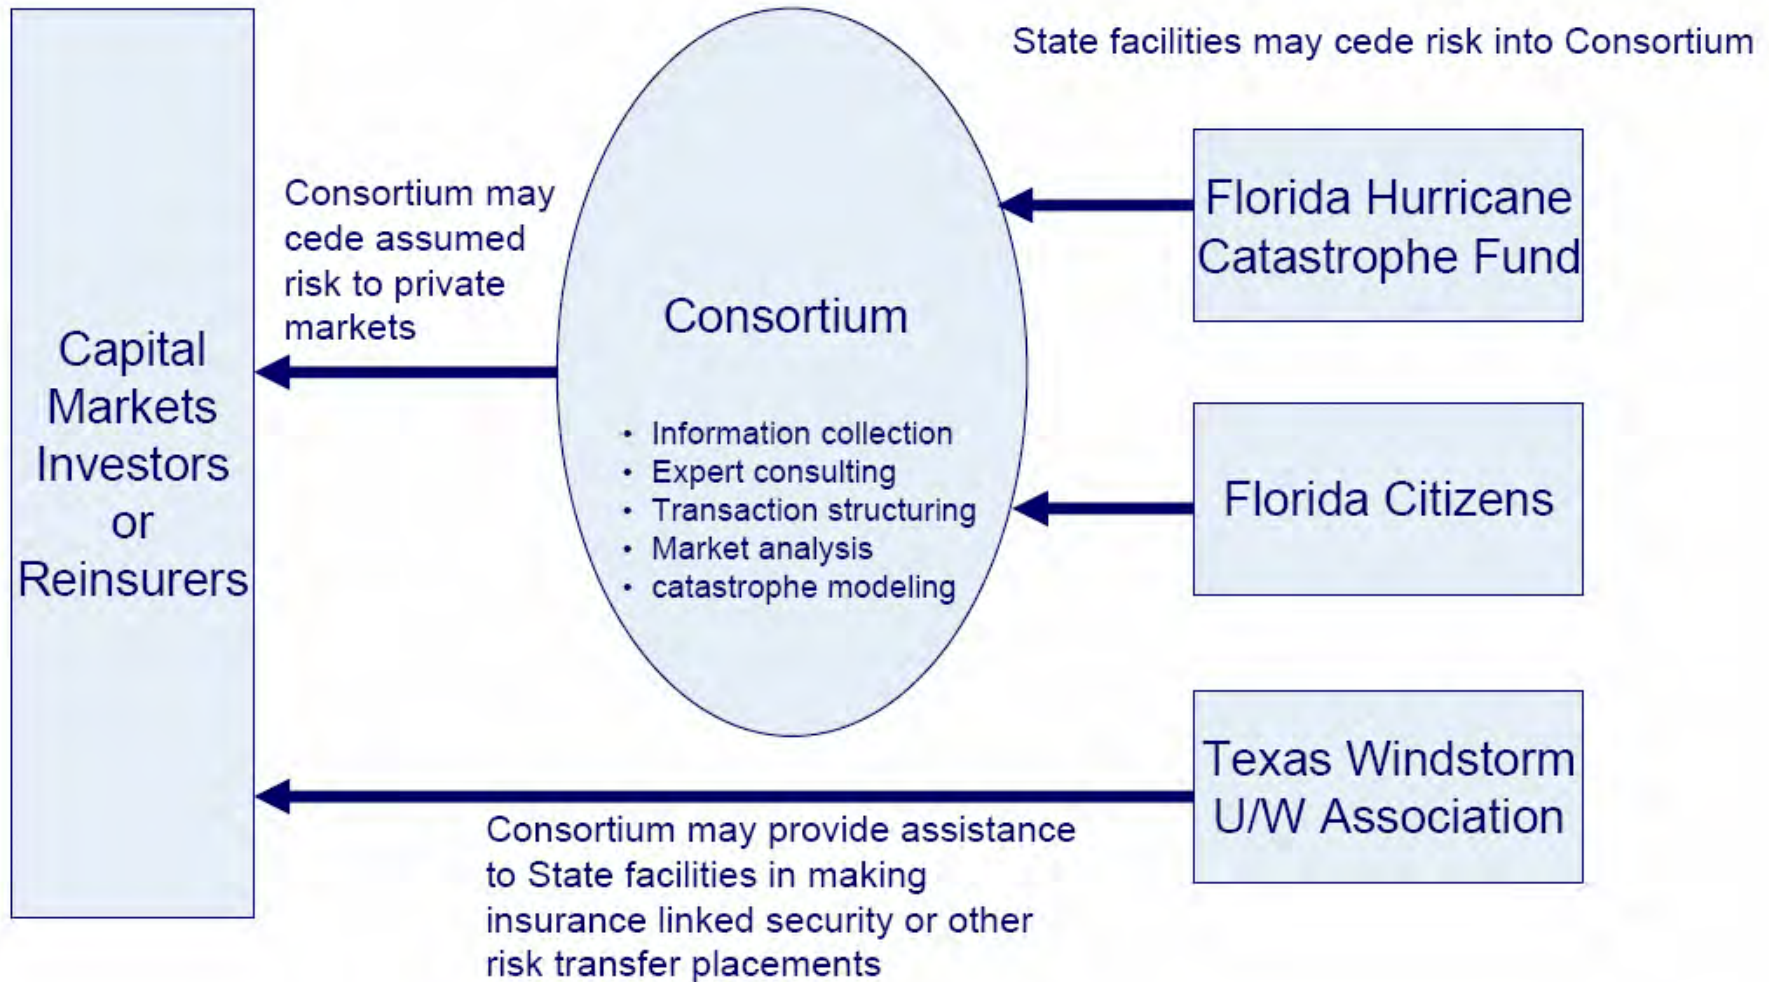 State facilities may cede risk into Consortium
Capital
Markets
Investors
or
Reinsurers
Consortium may
cede assumed
risk to private
markets
Consortium
• Information collection
• Expert consulting
• Transaction structuring
• Market analysis
• catastrophe modeling
Florida Hurricane
Catastrophe Fund
Florida Citizens
Texas Windstorm
U/W Association
Consortium may provide assistance
to State facilities in making
insurance linked security or other
risk transfer placements